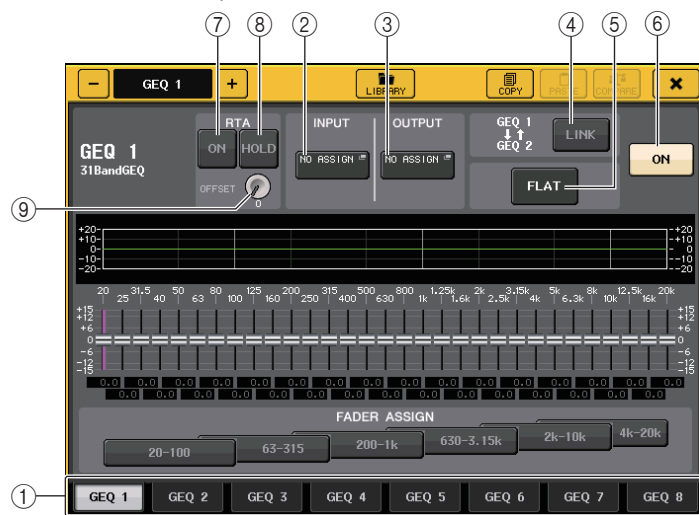 ⑦ ⑧ ② ③ ④ ⑤ ⑥
− GEQ 1 + LIBRARY COPY PASTE COMPARE ×
RTA INPUT OUTPUT GEQ 1
GEQ 1 ON HOLD NO ASSIGN NO ASSIGN ↓↑ LINK ON
31BandGEQ GEQ 2
OFFSET FLAT
0
⑨
+20 +20
+10 +10
0 0
-10 -10
-20 -20
20 31.5 50 80 125 200 315 500 800 1.25k 2k 3.15k 5k 8k 12.5k 20k
25 40 63 100 160 250 400 630 1k 1.6k 2.5k 4k 6.3k 10k 16k
+15 +15
+12 +12
+6 +6
0 0
-6 -6
-12 -12
-15 -15
0.0 0.0 0.0 0.0 0.0 0.0 0.0 0.0 0.0 0.0 0.0 0.0 0.0 0.0 0.0 0.0
0.0 0.0 0.0 0.0 0.0 0.0 0.0 0.0 0.0 0.0 0.0 0.0 0.0 0.0 0.0
FADER ASSIGN
20-100 63-315 200-1k 630-3.15k 2k-10k 4k-20k
① GEQ 1 GEQ 2 GEQ 3 GEQ 4 GEQ 5 GEQ 6 GEQ 7 GEQ 8